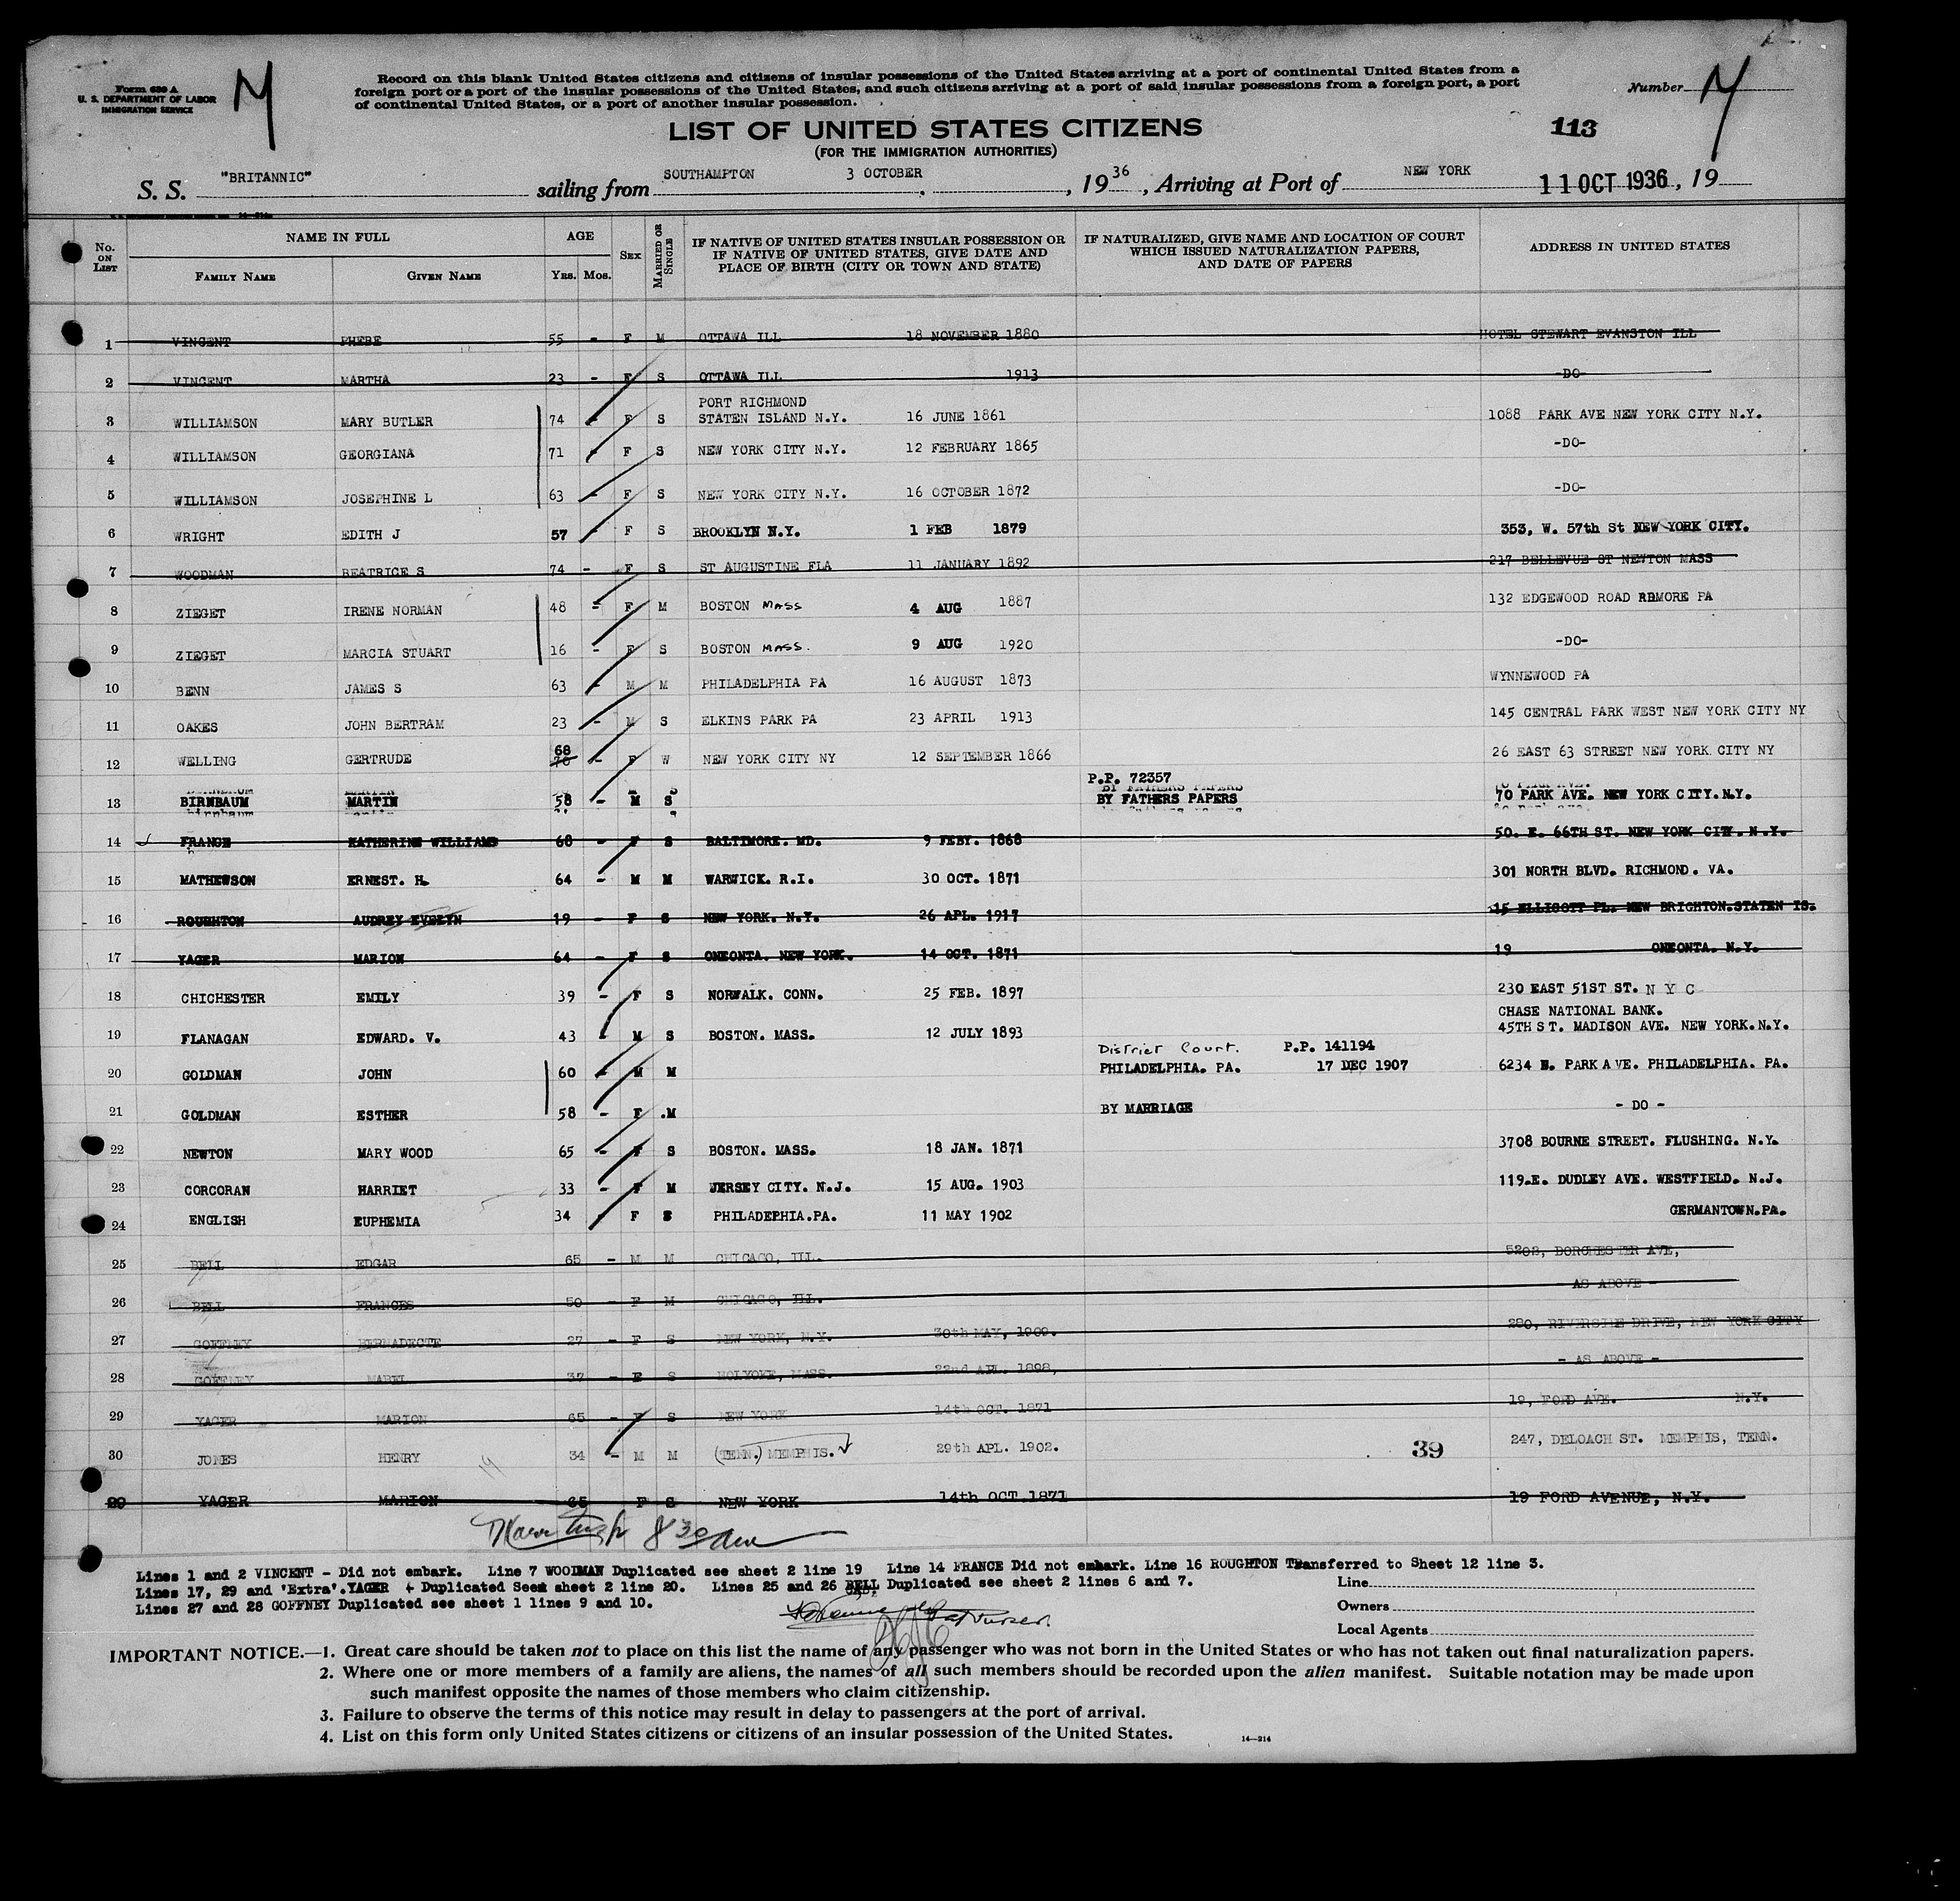 Form 630 A
U. S. DEPARTMENT OF LABOR
IMMIGRATION SERVICE
Record on this blank United States citizens and citizens of insular possessions of the United States arriving at a port of continental United States from a
foreign port or a port of the insular possessions of the United States, and such citizens arriving at a port of said insular possessions from a foreign port, a port
of continental United States, or a port of another insular possession.
Number
LIST OF UNITED STATES CITIZENS
113
(FOR THE IMMIGRATION AUTHORITIES)
S. S. "BRITANNIC" sailing from SOUTHAMPTON 3 OCTOBER, 1936, Arriving at Port of NEW YORK 11 OCT 1936, 19
No. ON LIST NAME IN FULL FAMILY NAME GIVEN NAME AGE YRS. MOS. SEX MARRIED OR SINGLE IF NATIVE OF UNITED STATES INSULAR POSSESSION OR IF NATIVE OF UNITED STATES, GIVE DATE AND PLACE OF BIRTH (CITY OR TOWN AND STATE) IF NATURALIZED, GIVE NAME AND LOCATION OF COURT WHICH ISSUED NATURALIZATION PAPERS, AND DATE OF PAPERS ADDRESS IN UNITED STATES
1 VINCENT PHEBE 55 - F M OTTAWA ILL 18 NOVEMBER 1880 HOTEL STEWART EVANSTON ILL
2 VINCENT MARTHA 23 - F S OTTAWA ILL 1913 -DO-
3 WILLIAMSON MARY BUTLER 74 - F S PORT RICHMOND STATEN ISLAND N.Y. 16 JUNE 1861 1088 PARK AVE NEW YORK CITY N.Y.
4 WILLIAMSON GEORGIANA 71 - F S NEW YORK CITY N.Y. 12 FEBRUARY 1865 -DO-
5 WILLIAMSON JOSEPHINE L 63 - F S NEW YORK CITY N.Y. 16 OCTOBER 1872 -DO-
6 WRIGHT EDITH J 57 - F S BROOKLYN N.Y. 1 FEB 1879 353, W. 57th St NEW YORK CITY.
7 WOODMAN BEATRICE S 74 - F S ST AUGUSTINE FLA 11 JANUARY 1892 217 BELLEVUE ST NEWTON MASS
8 ZIEGET IRENE NORMAN 48 - F M BOSTON MASS 4 AUG 1887 132 EDGEWOOD ROAD RDMORE PA
9 ZIEGET MARCIA STUART 16 - F S BOSTON MASS. 9 AUG 1920 -DO-
10 BENN JAMES S 63 - M M PHILADELPHIA PA 16 AUGUST 1873 WYNNEWOOD PA
11 OAKES JOHN BERTRAM 23 - M S ELKINS PARK PA 23 APRIL 1913 145 CENTRAL PARK WEST NEW YORK CITY NY
12 WELLING GERTRUDE 68 70 - F W NEW YORK CITY NY 12 SEPTEMBER 1866 26 EAST 63 STREET NEW YORK CITY NY
13 BIRNBAUM MARTIN 58 - M S P.P. 72357 BY FATHERS PAPERS 70 PARK AVE. NEW YORK CITY.N.Y.
14 FRANCE KATHERINE WILLIAMS 68 - F S BALTIMORE. MD. 9 FEBY. 1868 50. E. 66TH ST. NEW YORK CITY. N.Y.
15 MATHEWSON ERNEST. H. 64 - M M WARWICK. R.I. 30 OCT. 1871 301 NORTH BLVD. RICHMOND. VA.
16 ROUGHTON AUDREY EVELYN 19 - F S NEW YORK. N.Y. 26 APL. 1917 15 ELLICOTT PL. NEW BRIGHTON.STATEN IS.
17 YAGER MARION 64 - F S ONEONTA. NEW YORK. 14 OCT. 1871 19 ONEONTA. N.Y.
18 CHICHESTER EMILY 39 - F S NORWALK. CONN. 25 FEB. 1897 230 EAST 51ST ST. N Y C
19 FLANAGAN EDWARD. V. 43 - M S BOSTON. MASS. 12 JULY 1893 CHASE NATIONAL BANK. 45TH ST. MADISON AVE. NEW YORK.N.Y.
20 GOLDMAN JOHN 60 - M M District Court. P.P. 141194 PHILADELPHIA. PA. 17 DEC 1907 6234 N. PARK AVE. PHILADELPHIA. PA.
21 GOLDMAN ESTHER 58 - F .M BY MARRIAGE - DO -
22 NEWTON MARY WOOD 65 - F S BOSTON. MASS. 18 JAN. 1871 3708 BOURNE STREET. FLUSHING. N.Y.
23 CORCORAN HARRIET 33 - F M JERSEY CITY. N.J. 15 AUG. 1903 119.E. DUDLEY AVE. WESTFIELD. N.J.
24 ENGLISH EUPHEMIA 34 - F S PHILADEPHIA.PA. 11 MAY 1902 GERMANTOWN.PA.
25 BELL EDGAR 65 - M M CHICAGO, ILL. 5202, DORCHESTER AVE,
26 BELL FRANCES 50 - F M CHICAGO, ILL. - AS ABOVE -
27 GOFFNEY BERNADETTE 27 - F S NEW YORK, N.Y. 30th MAY, 1909. 280, RIVERSIDE DRIVE, NEW YORK CITY
28 GOFFNEY MABEL 37 - F S HOLYOKE, MASS. 22nd APL. 1898, - AS ABOVE -
29 YAGER MARION 65 - F S NEW YORK 14th OCT. 1871 19, FORD AVE. N.Y.
30 JONES HENRY 34 - M M (TENN.) MEMPHIS. 29th APL. 1902. 39 247, DELOACH ST. MEMPHIS, TENN.
29 YAGER MARION 65 F S NEW YORK 14th OCT.1871 19 FORD AVENUE, N.Y.
Lines 1 and 2 VINCENT - Did not embark. Line 7 WOODMAN Duplicated see sheet 2 line 19 Line 14 FRANCE Did not embark. Line 16 ROUGHTON Transferred to Sheet 12 line 3.
Lines 17, 29 and 'Extra'.YAGER Duplicated Seem sheet 2 line 20. Lines 25 and 26 BELL Duplicated see sheet 2 lines 6 and 7.
Lines 27 and 28 GOFFNEY Duplicated see sheet 1 lines 9 and 10.
Line
Owners
Local Agents
IMPORTANT NOTICE.—1. Great care should be taken not to place on this list the name of any passenger who was not born in the United States or who has not taken out final naturalization papers.
2. Where one or more members of a family are aliens, the names of all such members should be recorded upon the alien manifest. Suitable notation may be made upon
such manifest opposite the names of those members who claim citizenship.
3. Failure to observe the terms of this notice may result in delay to passengers at the port of arrival.
4. List on this form only United States citizens or citizens of an insular possession of the United States.
14—214